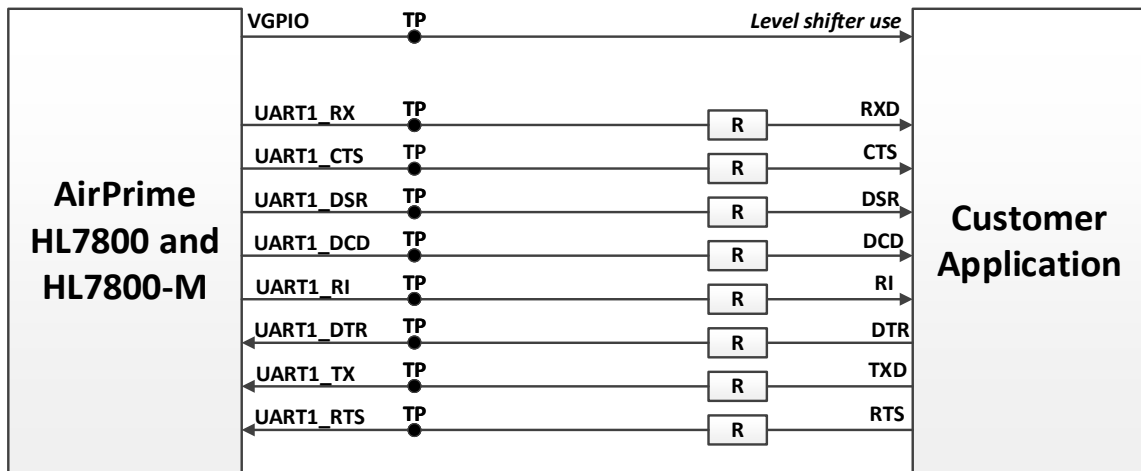 VGPIO TP Level shifter use
UART1_RX TP R RXD
UART1_CTS TP R CTS
UART1_DSR TP R DSR
UART1_DCD TP R DCD
UART1_RI TP R RI
UART1_DTR TP R DTR
UART1_TX TP R TXD
UART1_RTS TP R RTS
AirPrime
HL7800 and
HL7800-M
Customer
Application